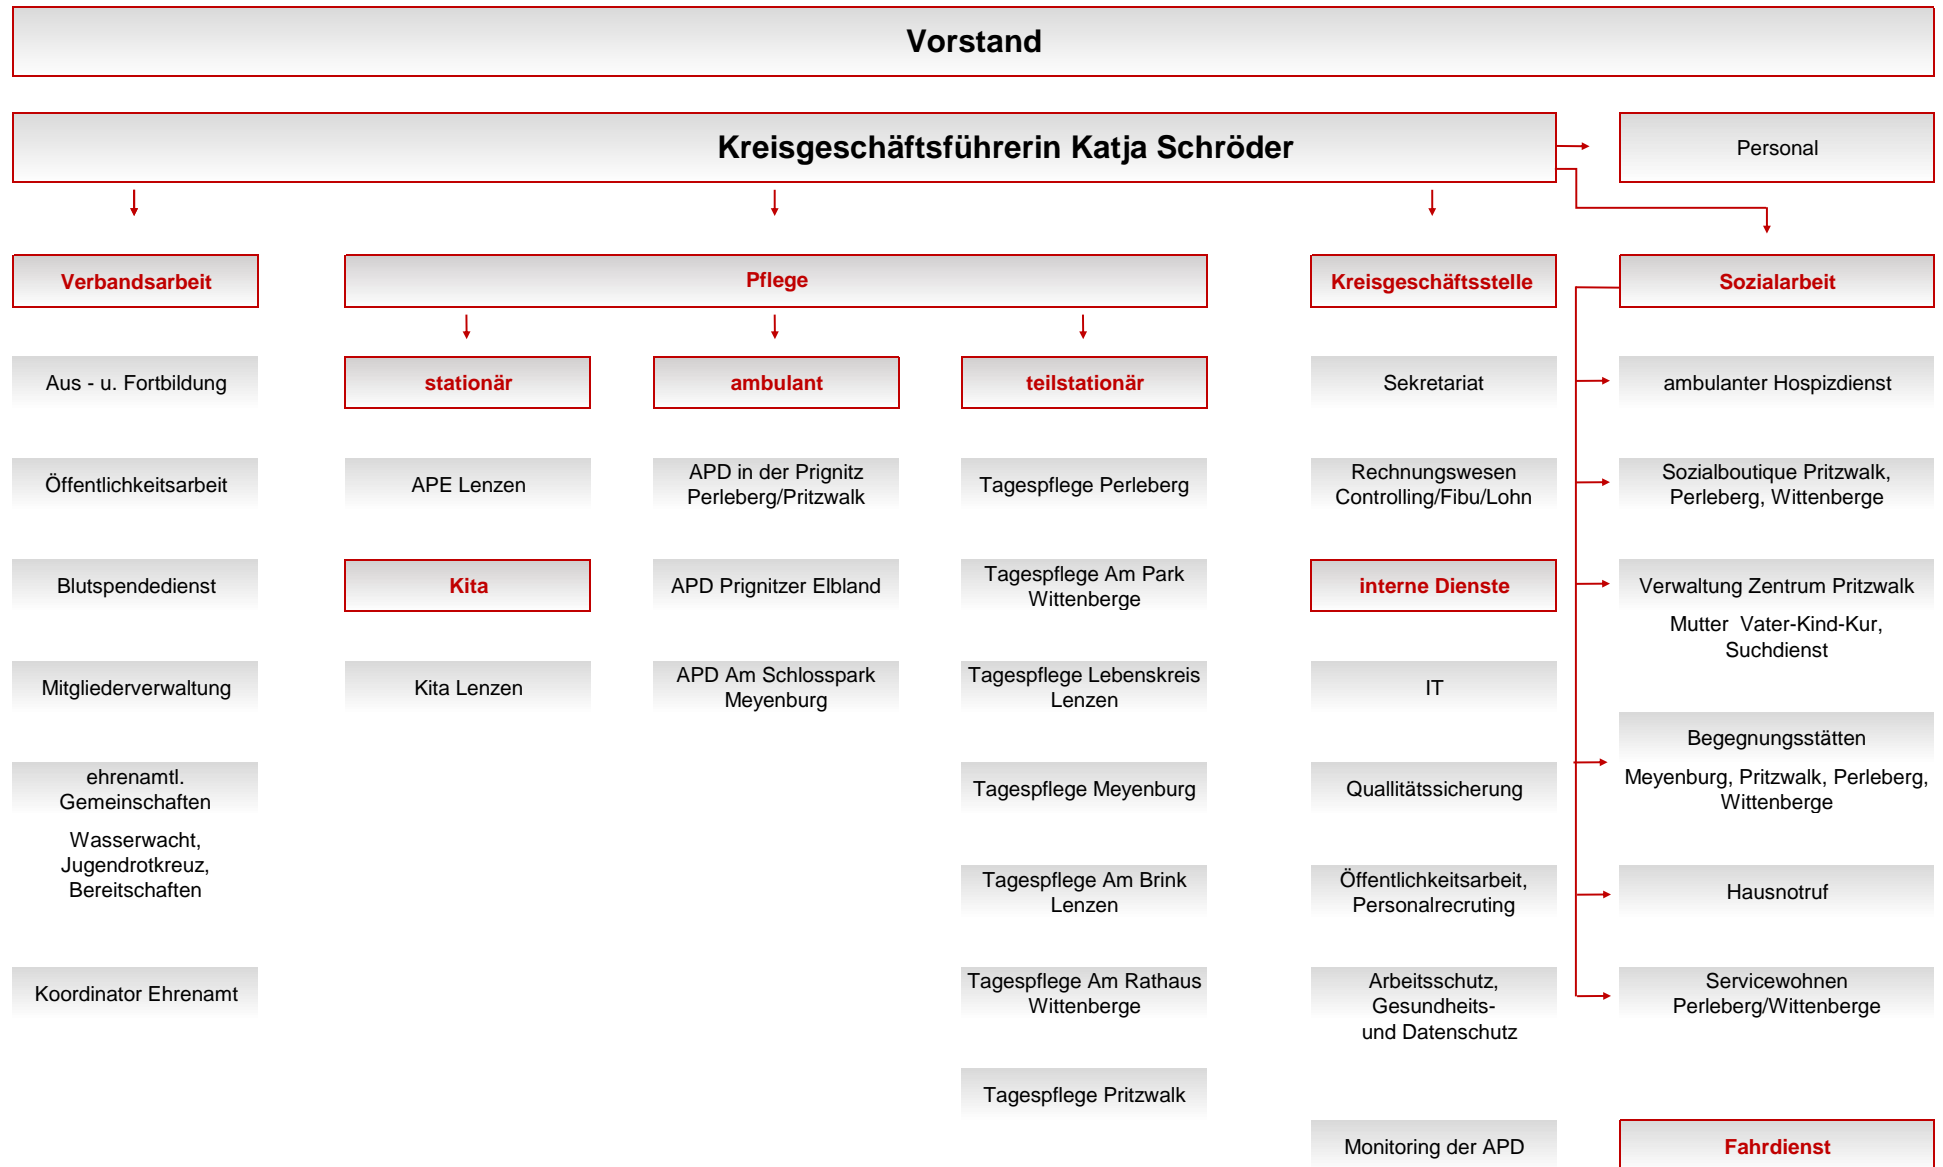 Vorstand
Kreisgeschäftsführerin Katja Schröder
Personal
Verbandsarbeit
Pflege
Kreisgeschäftsstelle
Sozialarbeit
Aus - u. Fortbildung
stationär
ambulant
teilstationär
Sekretariat
ambulanter Hospizdienst
Öffentlichkeitsarbeit
APE Lenzen
APD in der Prignitz
Perleberg/Pritzwalk
Tagespflege Perleberg
Rechnungswesen
Controlling/Fibu/Lohn
Sozialboutique Pritzwalk,
Perleberg, Wittenberge
Blutspendedienst
Kita
APD Prignitzer Elbland
Tagespflege Am Park
Wittenberge
interne Dienste
Verwaltung Zentrum Pritzwalk
Mutter  Vater-Kind-Kur,
Suchdienst
Mitgliederverwaltung
Kita Lenzen
APD Am Schlosspark
Meyenburg
Tagespflege Lebenskreis
Lenzen
IT
Begegnungsstätten
Meyenburg, Pritzwalk, Perleberg,
Wittenberge
ehrenamtl.
Gemeinschaften
Wasserwacht,
Jugendrotkreuz,
Bereitschaften
Tagespflege Meyenburg
Quallitätssicherung
Tagespflege Am Brink
Lenzen
Öffentlichkeitsarbeit,
Personalrecruting
Hausnotruf
Koordinator Ehrenamt
Tagespflege Am Rathaus
Wittenberge
Arbeitsschutz,
Gesundheits-
und Datenschutz
Servicewohnen
Perleberg/Wittenberge
Tagespflege Pritzwalk
Monitoring der APD
Fahrdienst